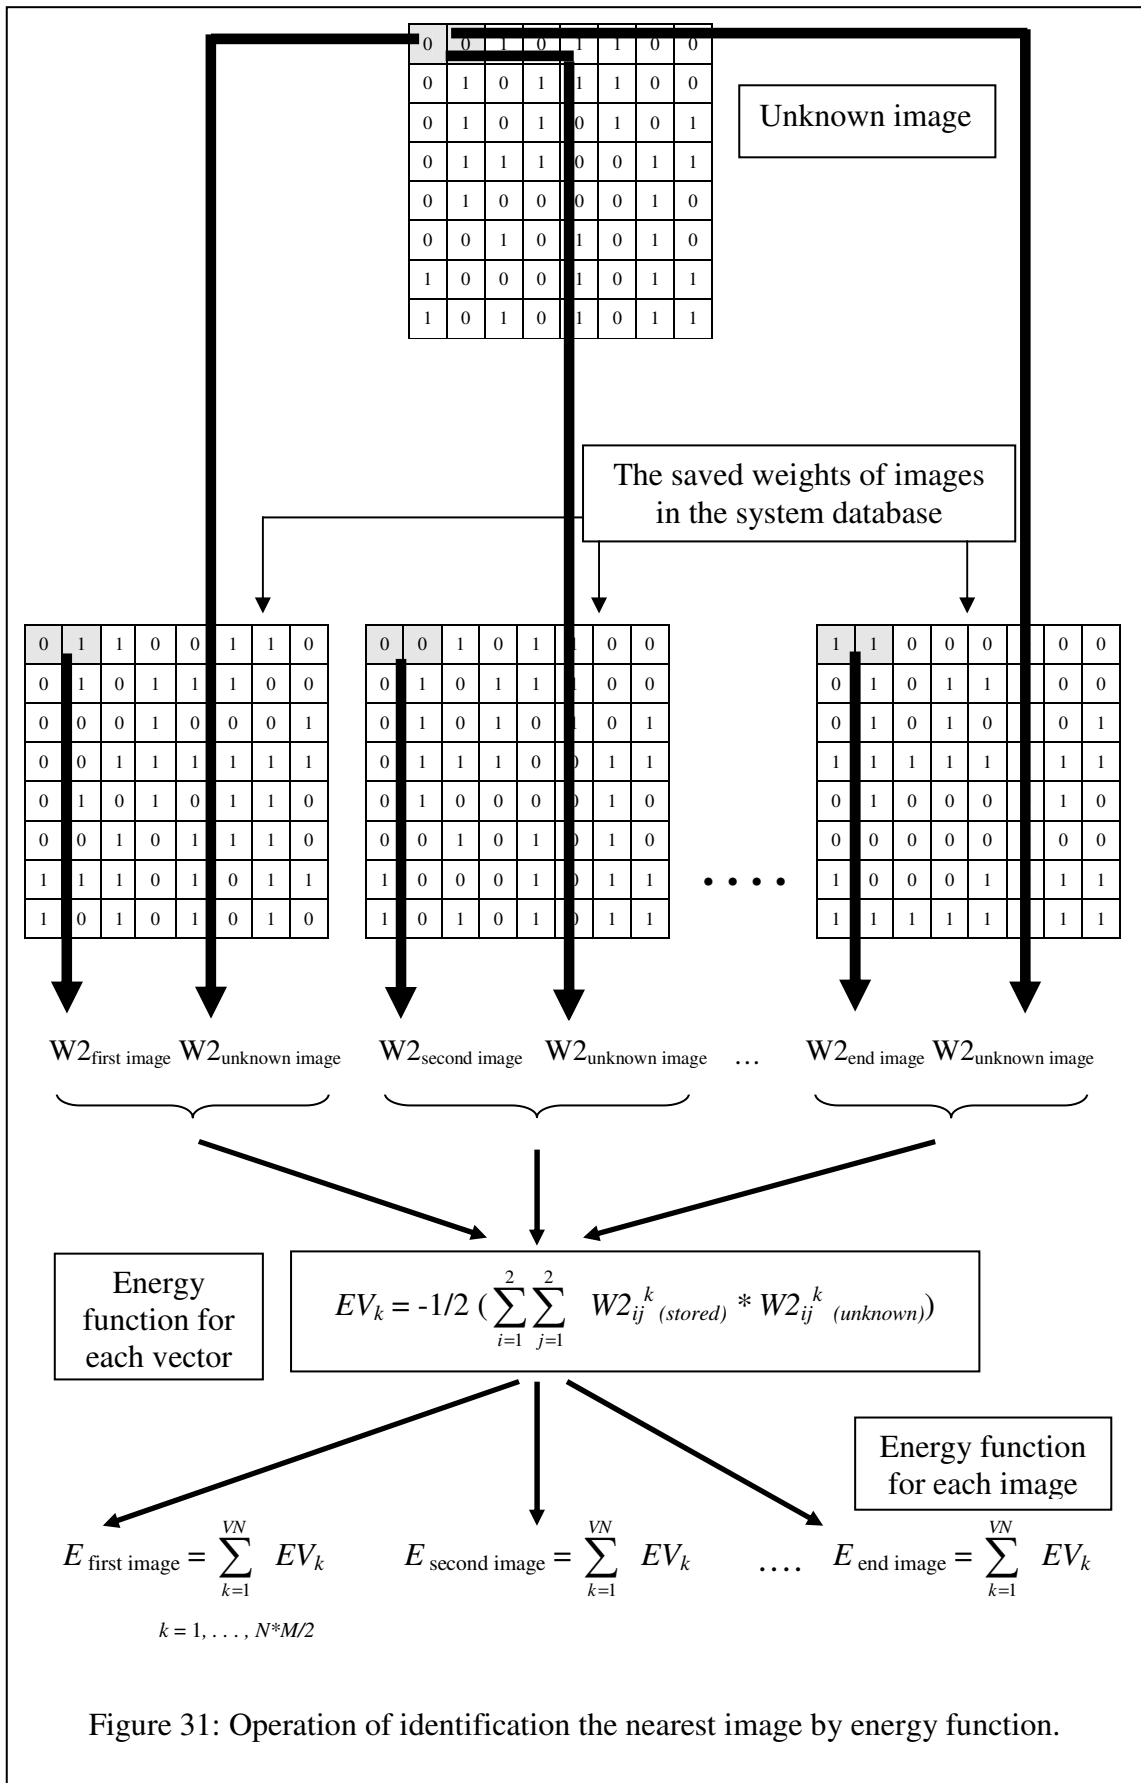 0 0 1 0 1 1 0 0
0 1 0 1 1 1 0 0
0 1 0 1 0 1 0 1
0 1 1 1 0 0 1 1
0 1 0 0 0 0 1 0
0 0 1 0 1 0 1 0
1 0 0 0 1 0 1 1
1 0 1 0 1 0 1 1
Unknown image
The saved weights of images
in the system database
0 1 1 0 0 1 1 0
0 1 0 1 1 1 0 0
0 0 0 1 0 0 0 1
0 0 1 1 1 1 1 1
0 1 0 1 0 1 1 0
0 0 1 0 1 1 1 0
1 1 1 0 1 0 1 1
1 0 1 0 1 0 1 0
0 0 1 0 1 1 0 0
0 1 0 1 1 1 0 0
0 1 0 1 0 1 0 1
0 1 1 1 0 0 1 1
0 1 0 0 0 0 1 0
0 0 1 0 1 0 1 0
1 0 0 0 1 0 1 1
1 0 1 0 1 0 1 1
. . . .
1 1 0 0 0 0 0
0 1 0 1 1 0 0
0 1 0 1 0 0 1
1 1 1 1 1 1 1
0 1 0 0 0 1 0
0 0 0 0 0 0 0
1 0 0 0 1 1 1
1 1 1 1 1 1 1
W2first image W2unknown image W2second image W2unknown image … W2end image W2unknown image
Energy
function for
each vector
EVk = -1/2 ( ∑ i=1 2 ∑ j=1 2 W2ij k (stored) * W2ij k (unknown))
Energy function
for each image
E first image = ∑ k=1 VN EVk E second image = ∑ k=1 VN EVk …. E end image = ∑ k=1 VN EVk
k = 1, . . . , N*M/2
Figure 31: Operation of identification the nearest image by energy function.